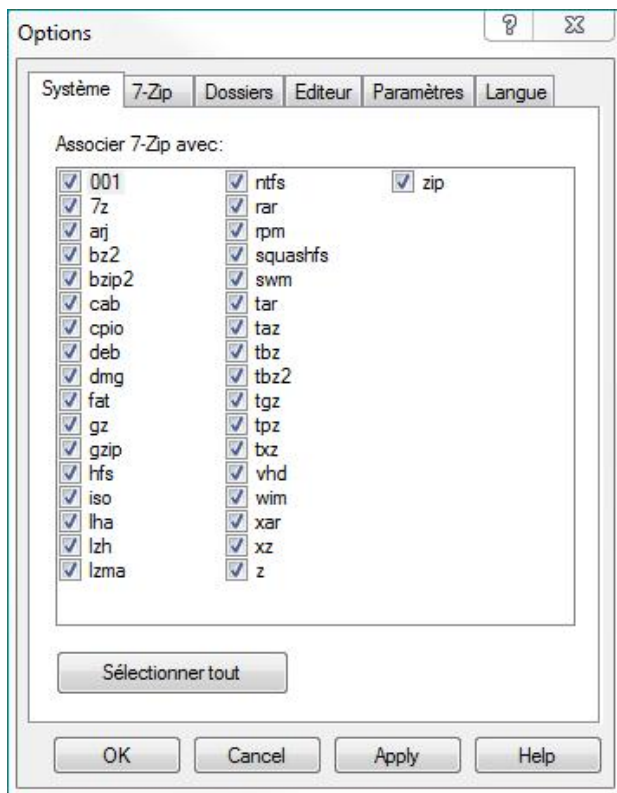 Options
Système 7-Zip Dossiers Editeur Paramètres Langue
Associer 7-Zip avec:
001
7z
arj
bz2
bzip2
cab
cpio
deb
dmg
fat
gz
gzip
hfs
iso
lha
lzh
lzma
ntfs
rar
rpm
squashfs
swm
tar
taz
tbz
tbz2
tgz
tpz
txz
vhd
wim
xar
xz
z
zip
Sélectionner tout
OK Cancel Apply Help